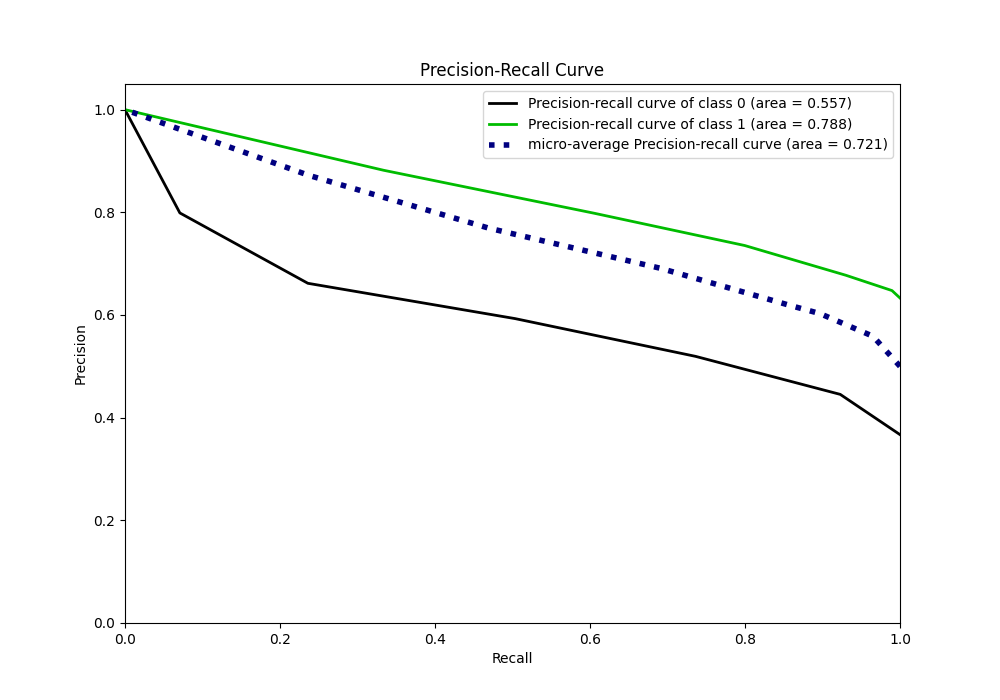 Precision-Recall Curve
Precision-recall curve of class 0 (area = 0.557)
Precision-recall curve of class 1 (area = 0.788)
micro-average Precision-recall curve (area = 0.721)
1.0
0.8
0.6
0.4
0.2
0.0
Precision
0.0 0.2 0.4 0.6 0.8 1.0
Recall